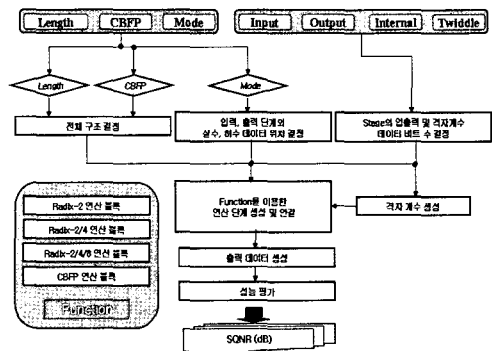 Length CBFP Mode
Input Output Internal Twiddle
Length CBFP Mode
전체 구조 결정
입력, 출력 단계의
실수, 허수 데이터 위치 결정
Stage의 입출력 및 격자계수
데이터 비트 수 결정
Function를 이용한
연산 단계 생성 및 연결
격자 계수 생성
Radix-2 연산 블록
Radix-2/4 연산 블록
Radix-2/4/8 연산 블록
CBFP 연산 블록
Function
출력 데이터 생성
성능 평가
SQNR (dB)